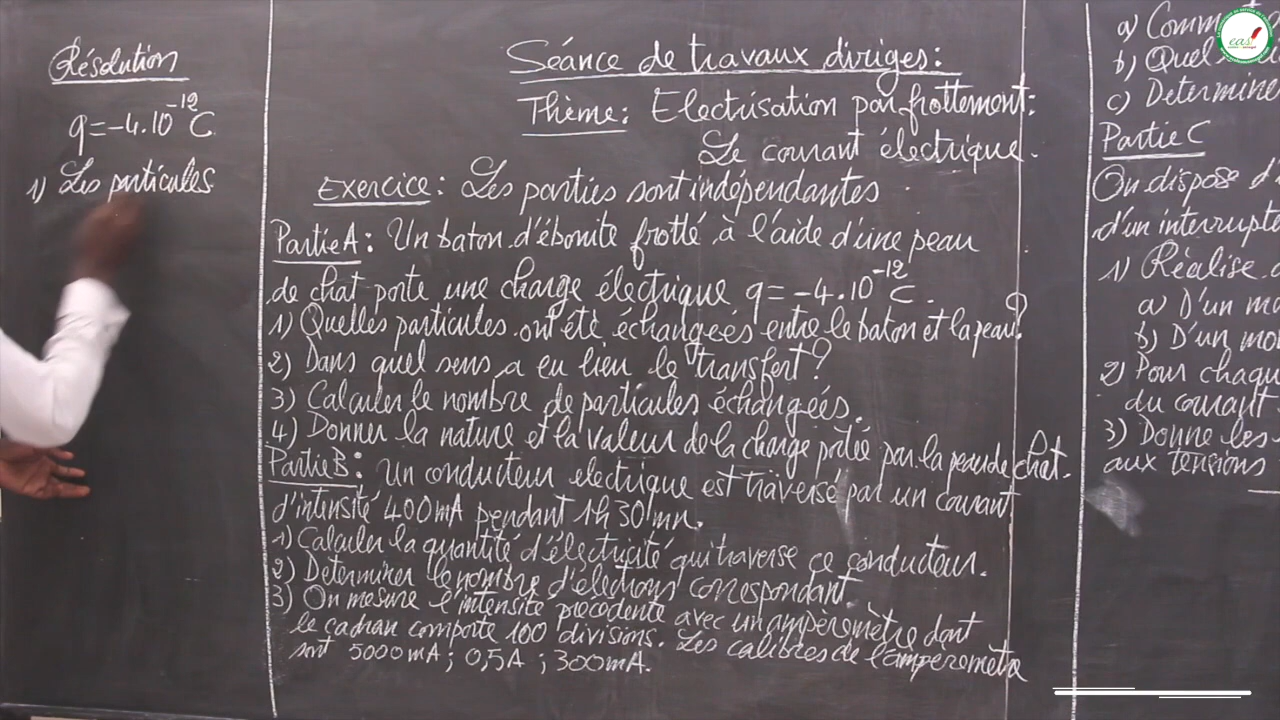 Résolution
q = -4.10^-12 C
1) Les particules
Séance de travaux diriges:
Thème: Electrisation par frottement:
Le courant électrique.
Exercice: Les parties sont indépendantes
Partie A: Un baton d'ébonite frotté à l'aide d'une peau
de chat porte une charge électrique q = -4.10^-12 C.
1) Quelles particules ont été échangées entre le baton et la peau?
2) Dans quel sens a eu lieu le transfert?
3) Calculer le nombre de particules échangées.
4) Donner la nature et la valeur de la charge portée par la peau de chat.
Partie B: Un conducteur electrique est traversé par un courant
d'intensité 400mA pendant 1h30mn.
1) Calculer la quantité d'électricité qui traverse ce conducteur.
2) Determiner le nombre d'électrons correspondant
3) On mesure l'intensité précédente avec un ampèremètre dont
le cadran comporte 100 divisions. Les calibres de l'ampèremetre
sont 5000mA; 0,5A; 300mA.
a) Comm
b) Quel
c) Determine
Partie C
On dispose d'
d'un interrupt
1) Réalise
a) D'un mo
b) D'un mo
2) Pour chaqu
du courant
3) Donne les
aux tensions
eas!